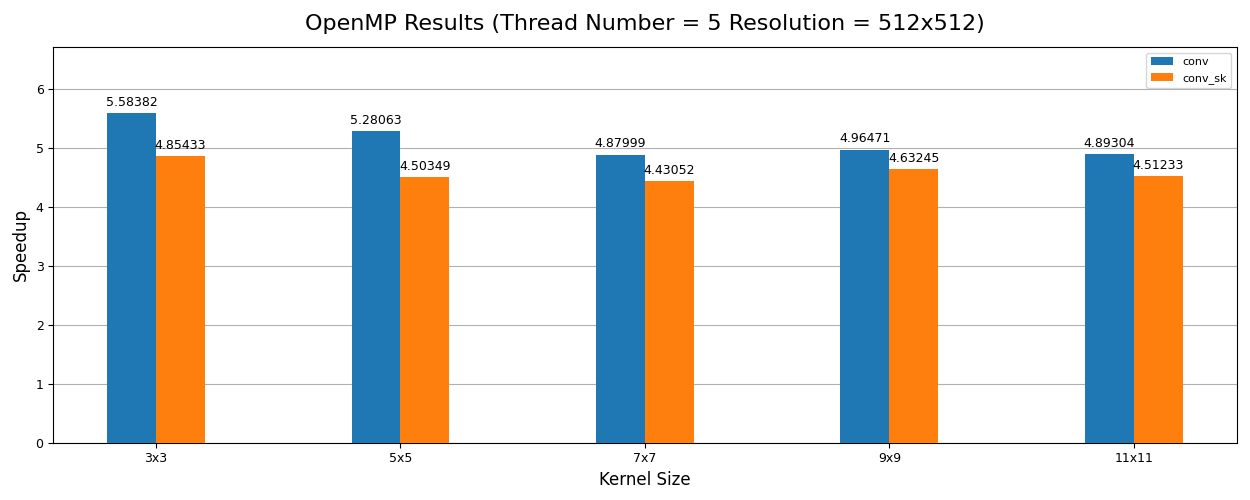 OpenMP Results (Thread Number = 5 Resolution = 512x512)
conv
conv_sk
Speedup
6
5
4
3
2
1
0
5.58382
4.85433
5.28063
4.50349
4.87999
4.43052
4.96471
4.63245
4.89304
4.51233
3x3
5x5
7x7
9x9
11x11
Kernel Size